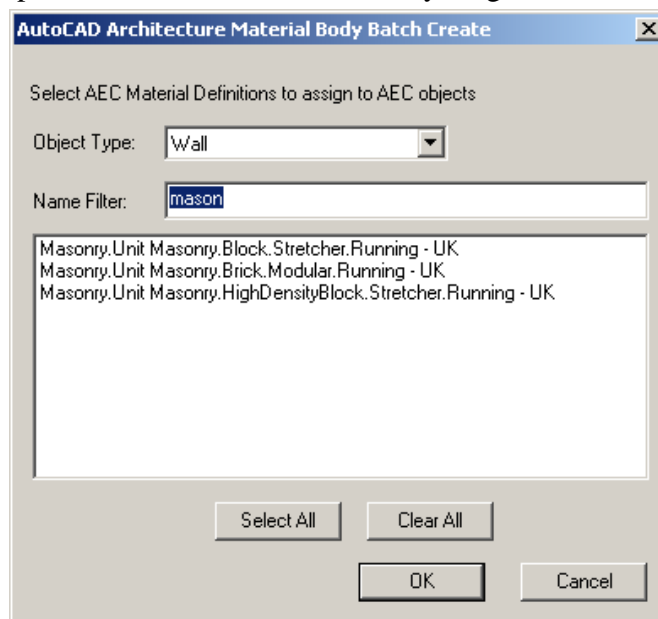 AutoCAD Architecture Material Body Batch Create
Select AEC Material Definitions to assign to AEC objects
Object Type: Wall
Name Filter: mason
Masonry.Unit Masonry.Block.Stretcher.Running - UK
Masonry.Unit Masonry.Brick.Modular.Running - UK
Masonry.Unit Masonry.HighDensityBlock.Stretcher.Running - UK
Select All Clear All
OK Cancel